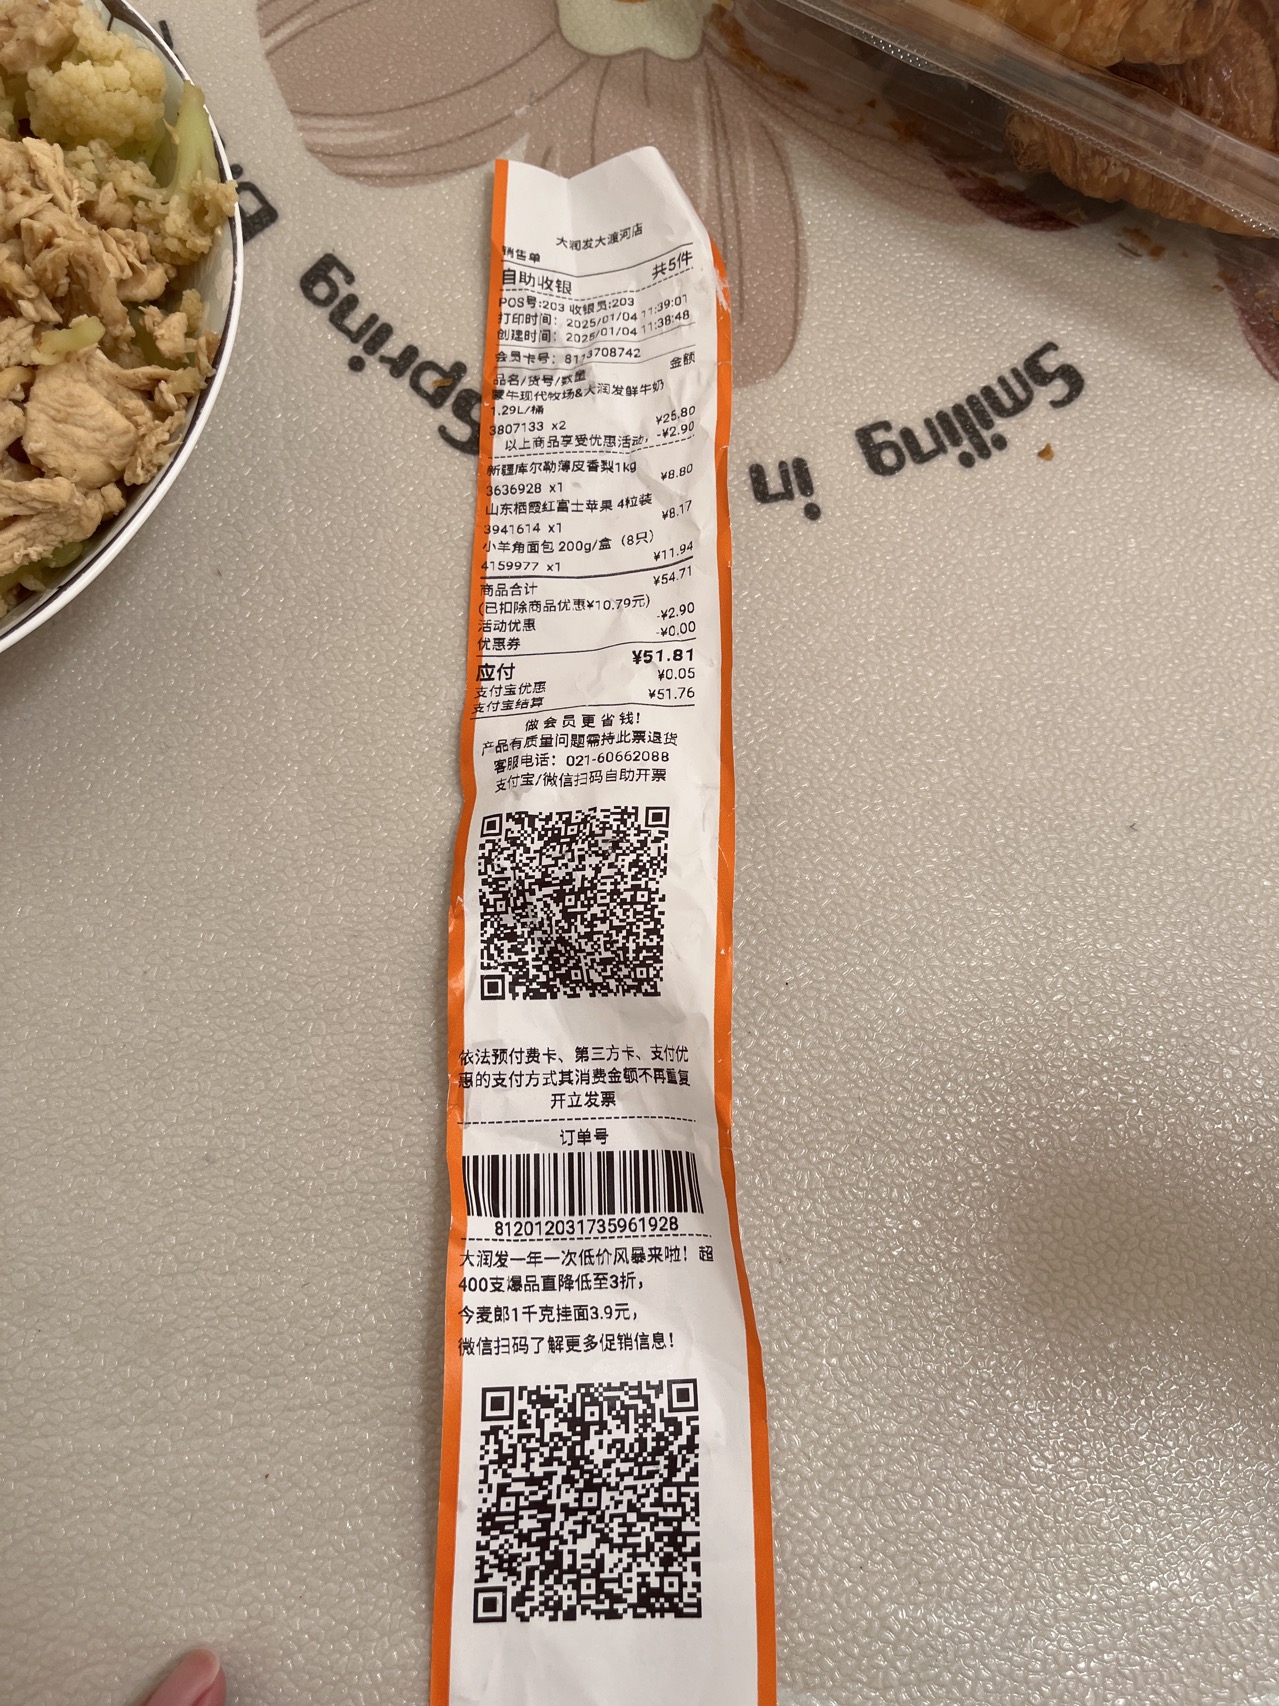 大润发大渡河店
销售单
自助收银 共5件
POS号:203 收银员:203
打印时间: 2025/01/04 11:39:01
创建时间: 2025/01/04 11:38:48
会员卡号: 8113708742
品名/货号/数量 金额
蒙牛现代牧场&大润发鲜牛奶
1.29L/桶
3807133 x2 ¥25.80
以上商品享受优惠活动, -¥2.90
新疆库尔勒薄皮香梨1kg
3636928 x1 ¥8.80
山东栖霞红富士苹果 4粒装
3941614 x1 ¥8.17
小羊角面包 200g/盒（8只）
4159977 x1 ¥11.94
商品合计 ¥54.71
(已扣除商品优惠¥10.79元)
活动优惠 -¥2.90
优惠券 -¥0.00
应付 ¥51.81
支付宝优惠 ¥0.05
支付宝结算 ¥51.76
做会员更省钱!
产品有质量问题需持此票退货
客服电话: 021-60662088
支付宝/微信扫码自助开票
依法预付费卡、第三方卡、支付优
惠的支付方式其消费金额不再重复
开立发票
订单号
812012031735961928
大润发一年一次低价风暴来啦! 超
400支爆品直降低至3折,
今麦郎1千克挂面3.9元,
微信扫码了解更多促销信息!
Smiling in Spring